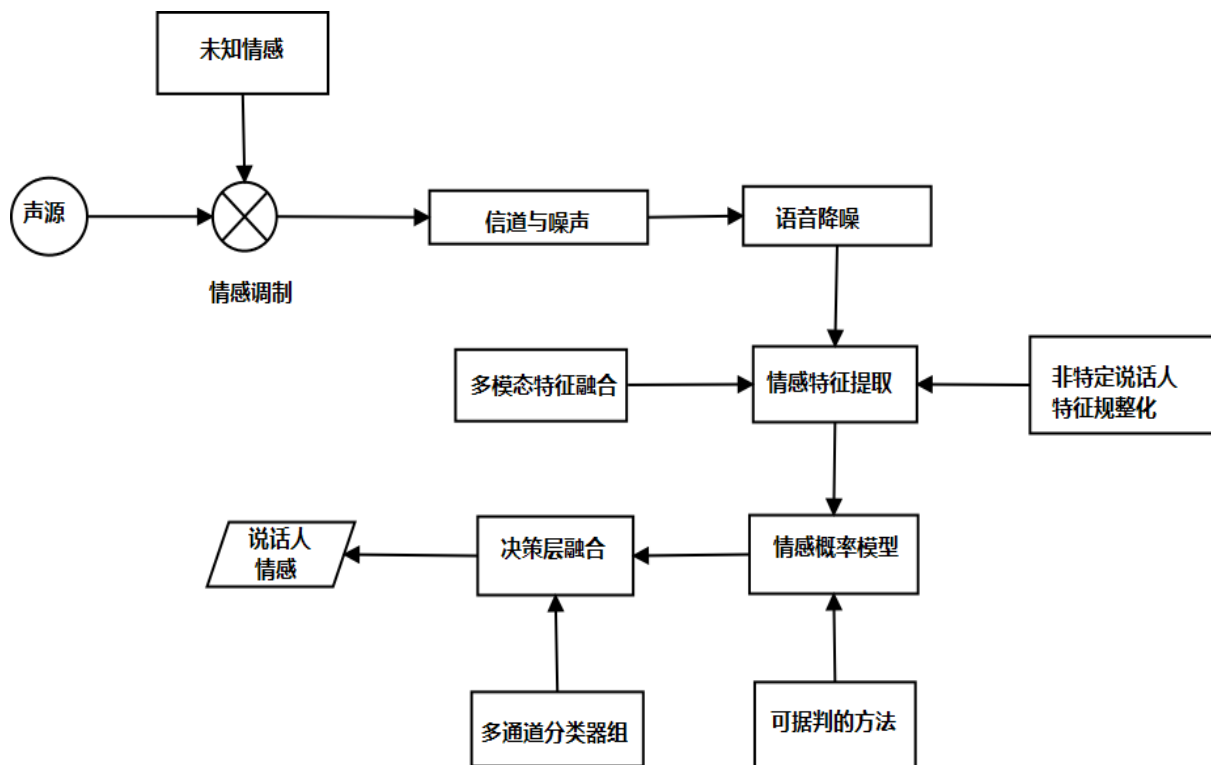 未知情感
声源
情感调制
信道与噪声
语音降噪
多模态特征融合
情感特征提取
非特定说话人
特征规整化
说话人
情感
决策层融合
情感概率模型
多通道分类器组
可据判的方法